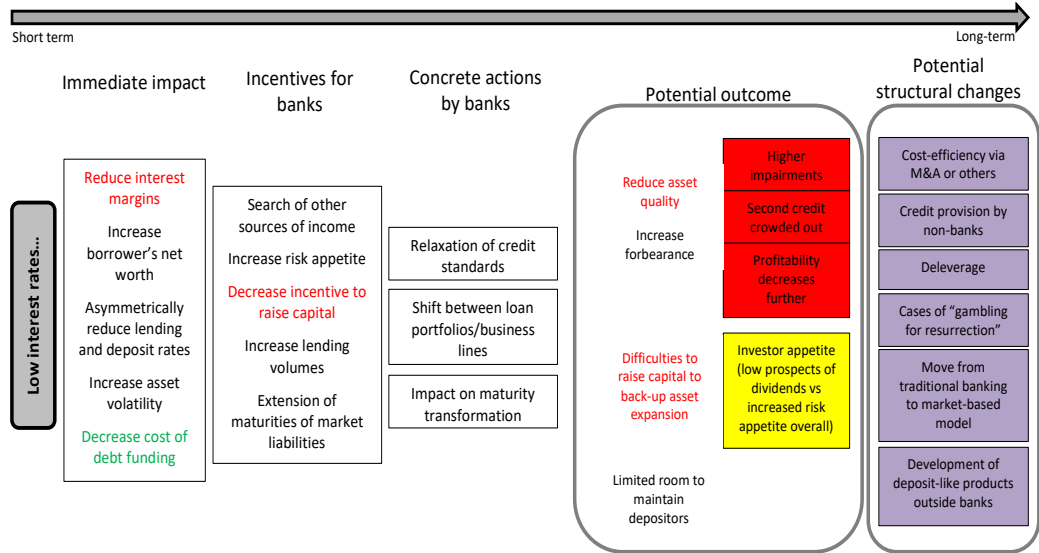 Short term
Long-term
Immediate impact
Incentives for
banks
Concrete actions
by banks
Potential outcome
Potential
structural changes
Low interest rates...
Reduce interest
margins
Increase
borrower's net
worth
Asymmetrically
reduce lending
and deposit rates
Increase asset
volatility
Decrease cost of
debt funding
Search of other
sources of income
Increase risk appetite
Decrease incentive to
raise capital
Increase lending
volumes
Extension of
maturities of market
liabilities
Relaxation of credit
standards
Shift between loan
portfolios/business
lines
Impact on maturity
transformation
Reduce asset
quality
Increase
forbearance
Difficulties to
raise capital to
back-up asset
expansion
Limited room to
maintain
depositors
Higher
impairments
Second credit
crowded out
Profitability
decreases
further
Investor appetite
(low prospects of
dividends vs
increased risk
appetite overall)
Cost-efficiency via
M&A or others
Credit provision by
non-banks
Deleverage
Cases of “gambling
for resurrection”
Move from
traditional banking
to market-based
model
Development of
deposit-like products
outside banks